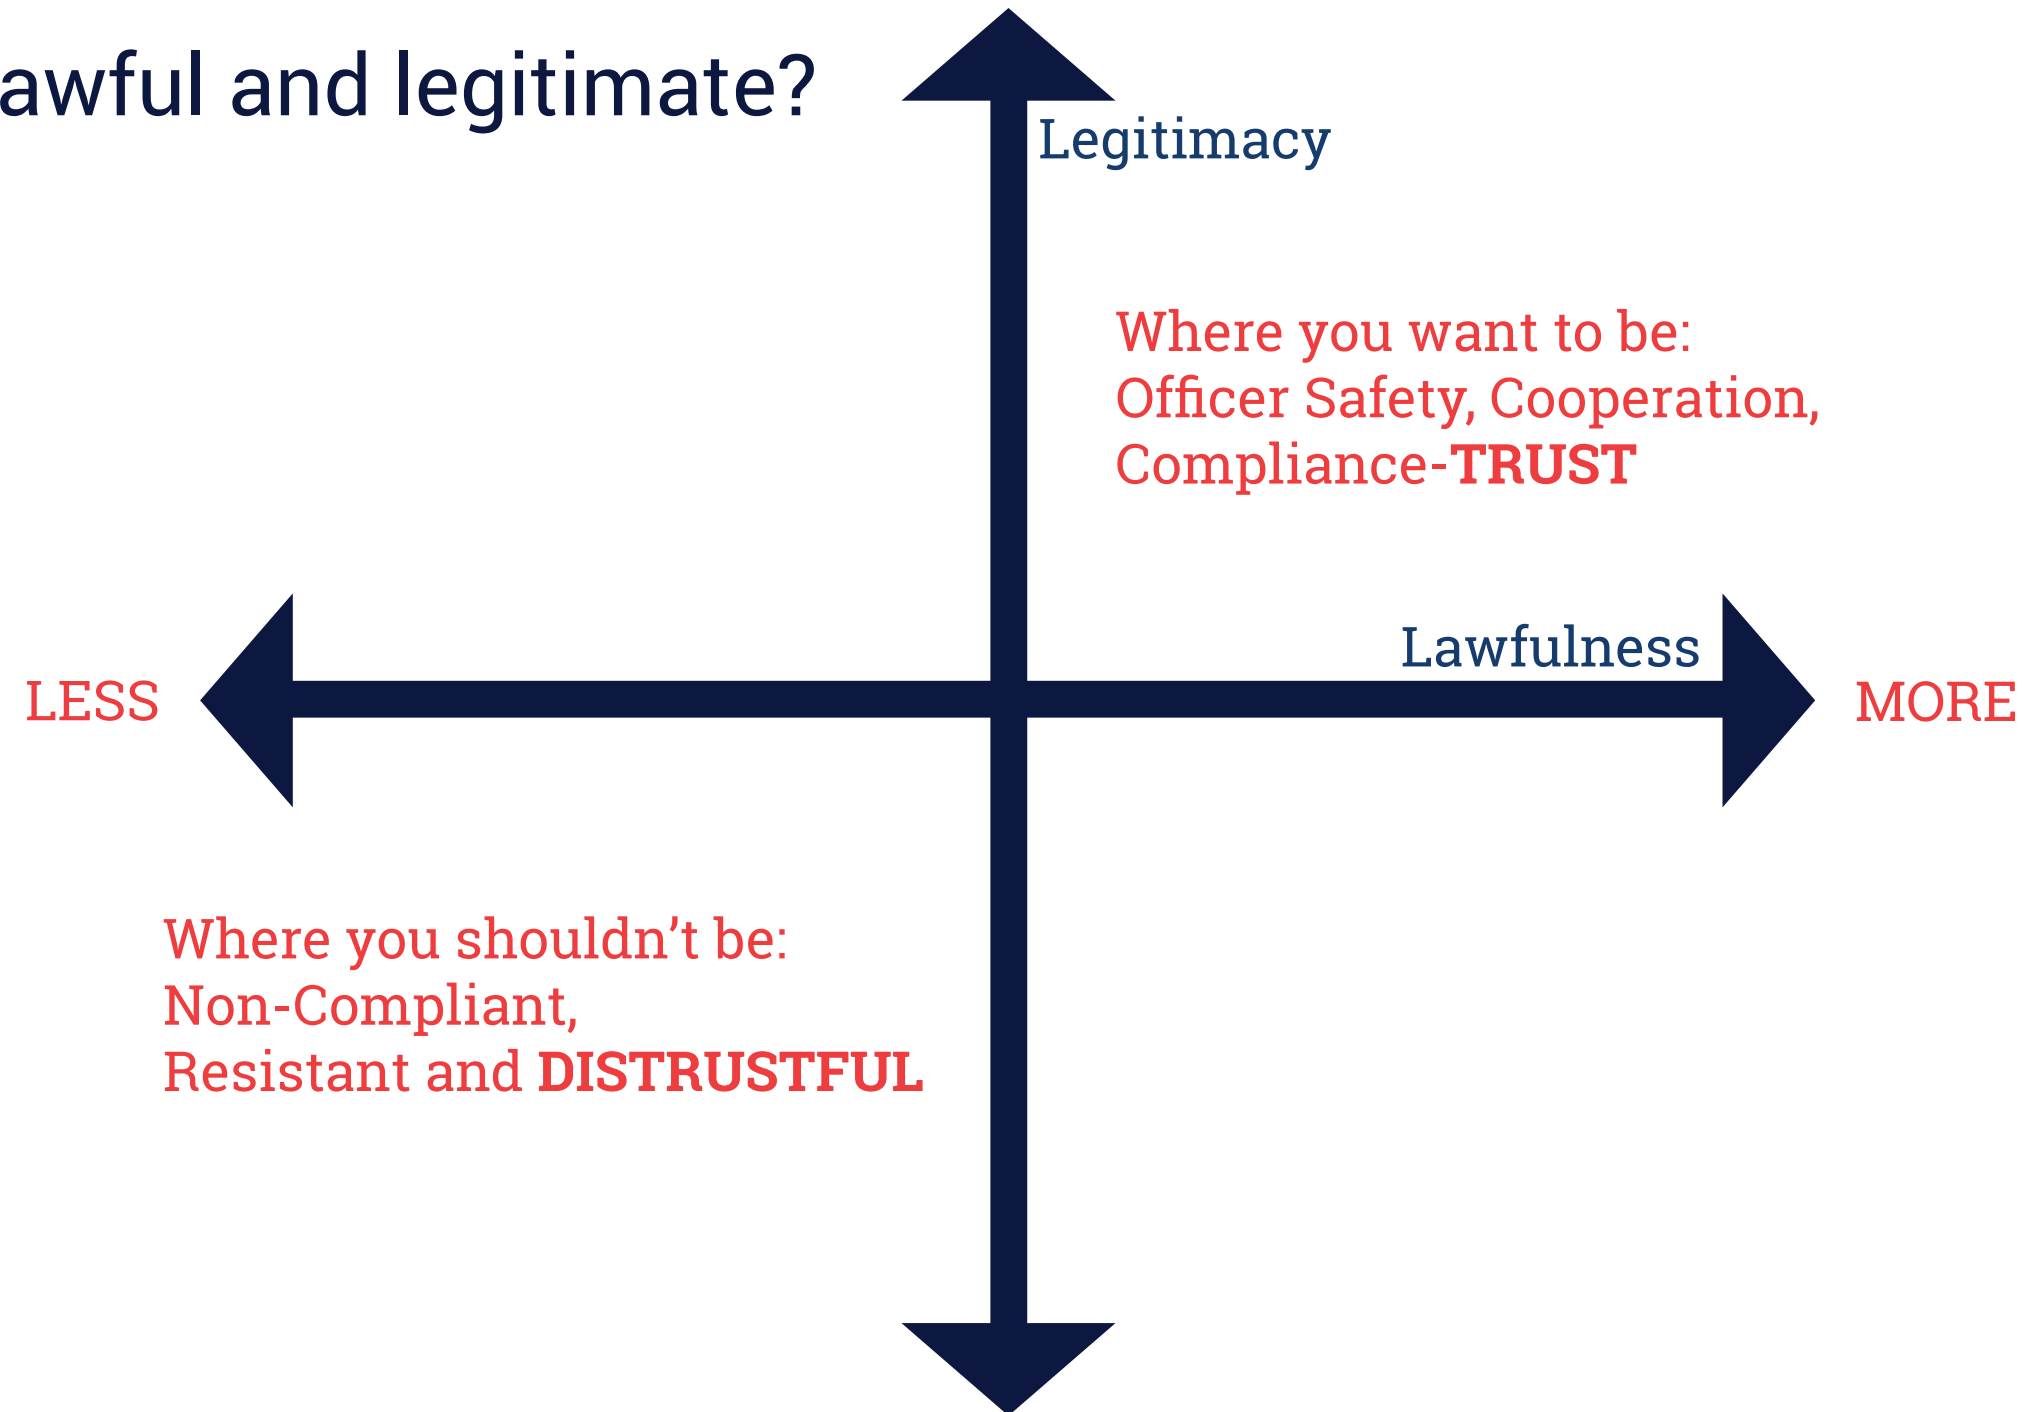 awful and legitimate?
Legitimacy
Where you want to be:
Officer Safety, Cooperation,
Compliance-TRUST
Lawfulness
LESS
MORE
Where you shouldn’t be:
Non-Compliant,
Resistant and DISTRUSTFUL